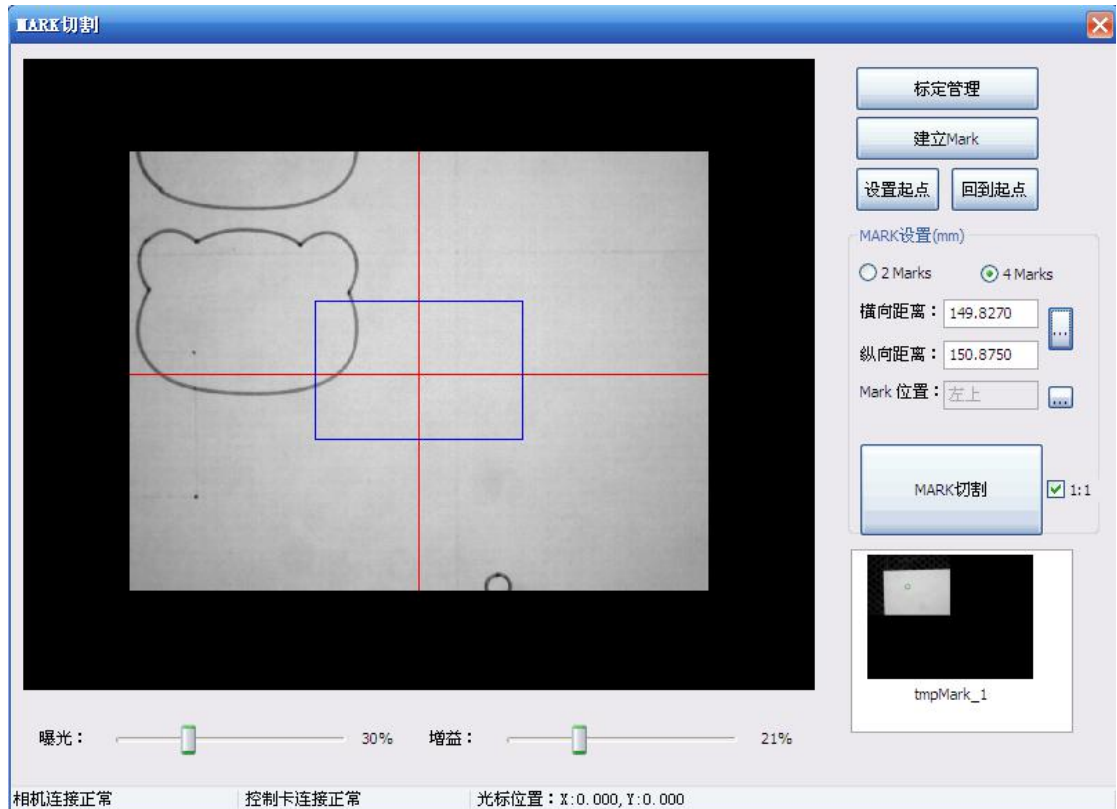 MARK切割
标定管理
建立Mark
设置起点 回到起点
MARK设置(mm)
2 Marks 4 Marks
横向距离： 149.8270 ...
纵向距离： 150.8750
Mark 位置： 左上 ...
MARK切割 1:1
tmpMark_1
曝光： 30% 增益： 21%
相机连接正常 控制卡连接正常 光标位置：X:0.000,Y:0.000